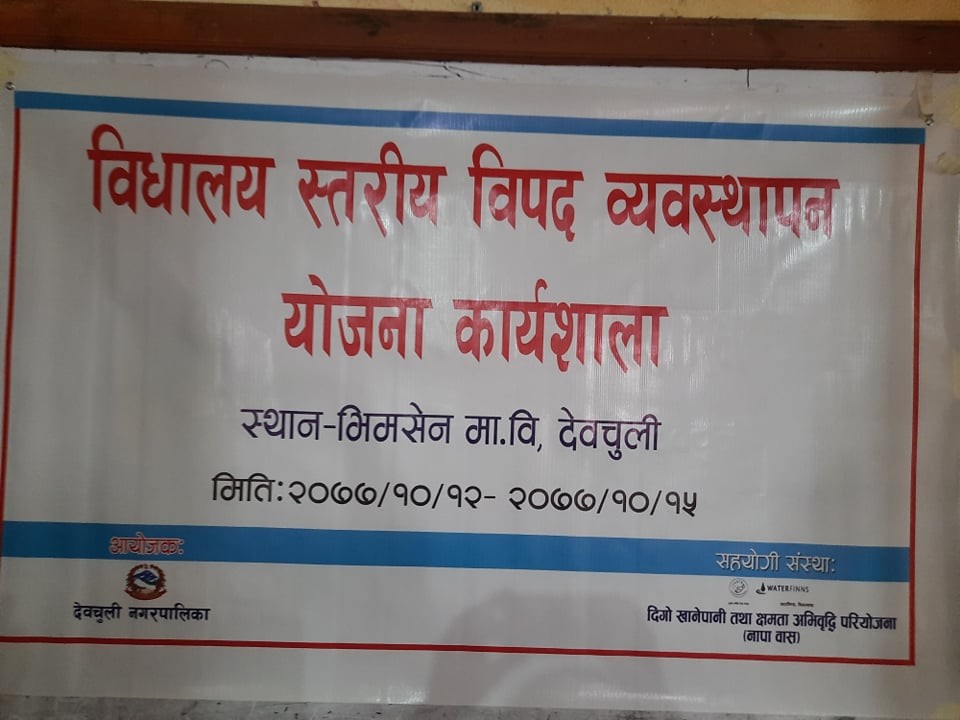 विधालय स्तरीय विपद व्यवस्थापन
योजना कार्यशाला
स्थान-भिमसेन मा.वि, देवचुली
मिति:२०७७/१०/१२- २०७७/१०/१५
आयोजक:
देवचुली नगरपालिका
सहयोगी संस्था:
WATERFINNS
दिगो खानेपानी तथा क्षमता अभिवृद्धि परियोजना
(नापा वास)